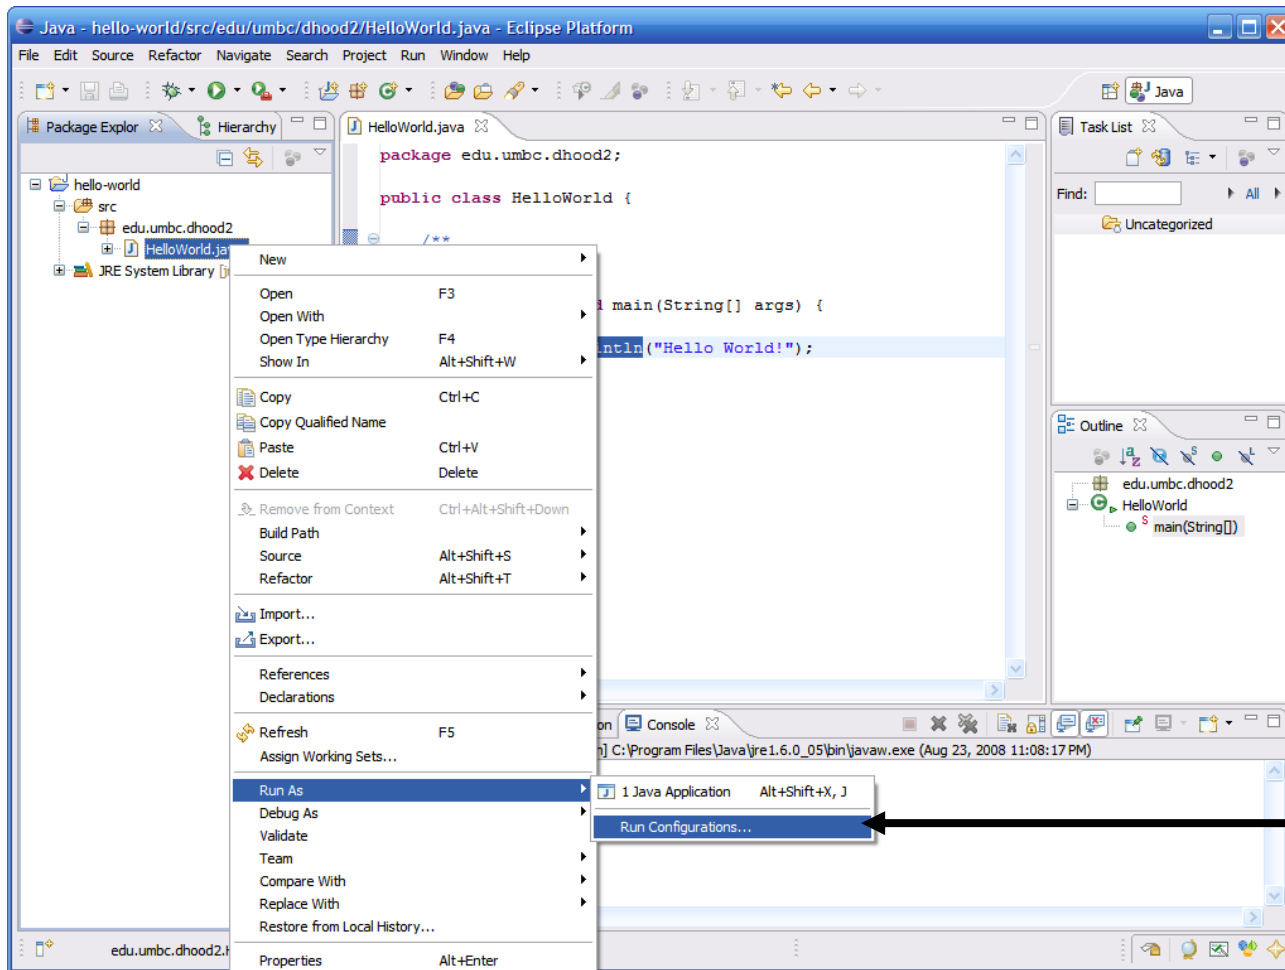 Java - hello-world/src/edu/umbc/dhood2/HelloWorld.java - Eclipse Platform
File Edit Source Refactor Navigate Search Project Run Window Help
Java
Package Explor
Hierarchy
hello-world
src
edu.umbc.dhood2
HelloWorld.ja
JRE System Library
HelloWorld.java
package edu.umbc.dhood2;
public class HelloWorld {
/**
main(String[] args) {
intln("Hello World!");
New
Open F3
Open With
Open Type Hierarchy F4
Show In Alt+Shift+W
Copy Ctrl+C
Copy Qualified Name
Paste Ctrl+V
Delete Delete
Remove from Context Ctrl+Alt+Shift+Down
Build Path
Source Alt+Shift+S
Refactor Alt+Shift+T
Import...
Export...
References
Declarations
Refresh F5
Assign Working Sets...
Run As
Debug As
Validate
Team
Compare With
Replace With
Restore from Local History...
Properties Alt+Enter
1 Java Application Alt+Shift+X, J
Run Configurations...
Task List
Find:
All
Uncategorized
Outline
edu.umbc.dhood2
HelloWorld
main(String[])
on
Console
] C:\Program Files\Java\jre1.6.0_05\bin\javaw.exe (Aug 23, 2008 11:08:17 PM)
edu.umbc.dhood2.H